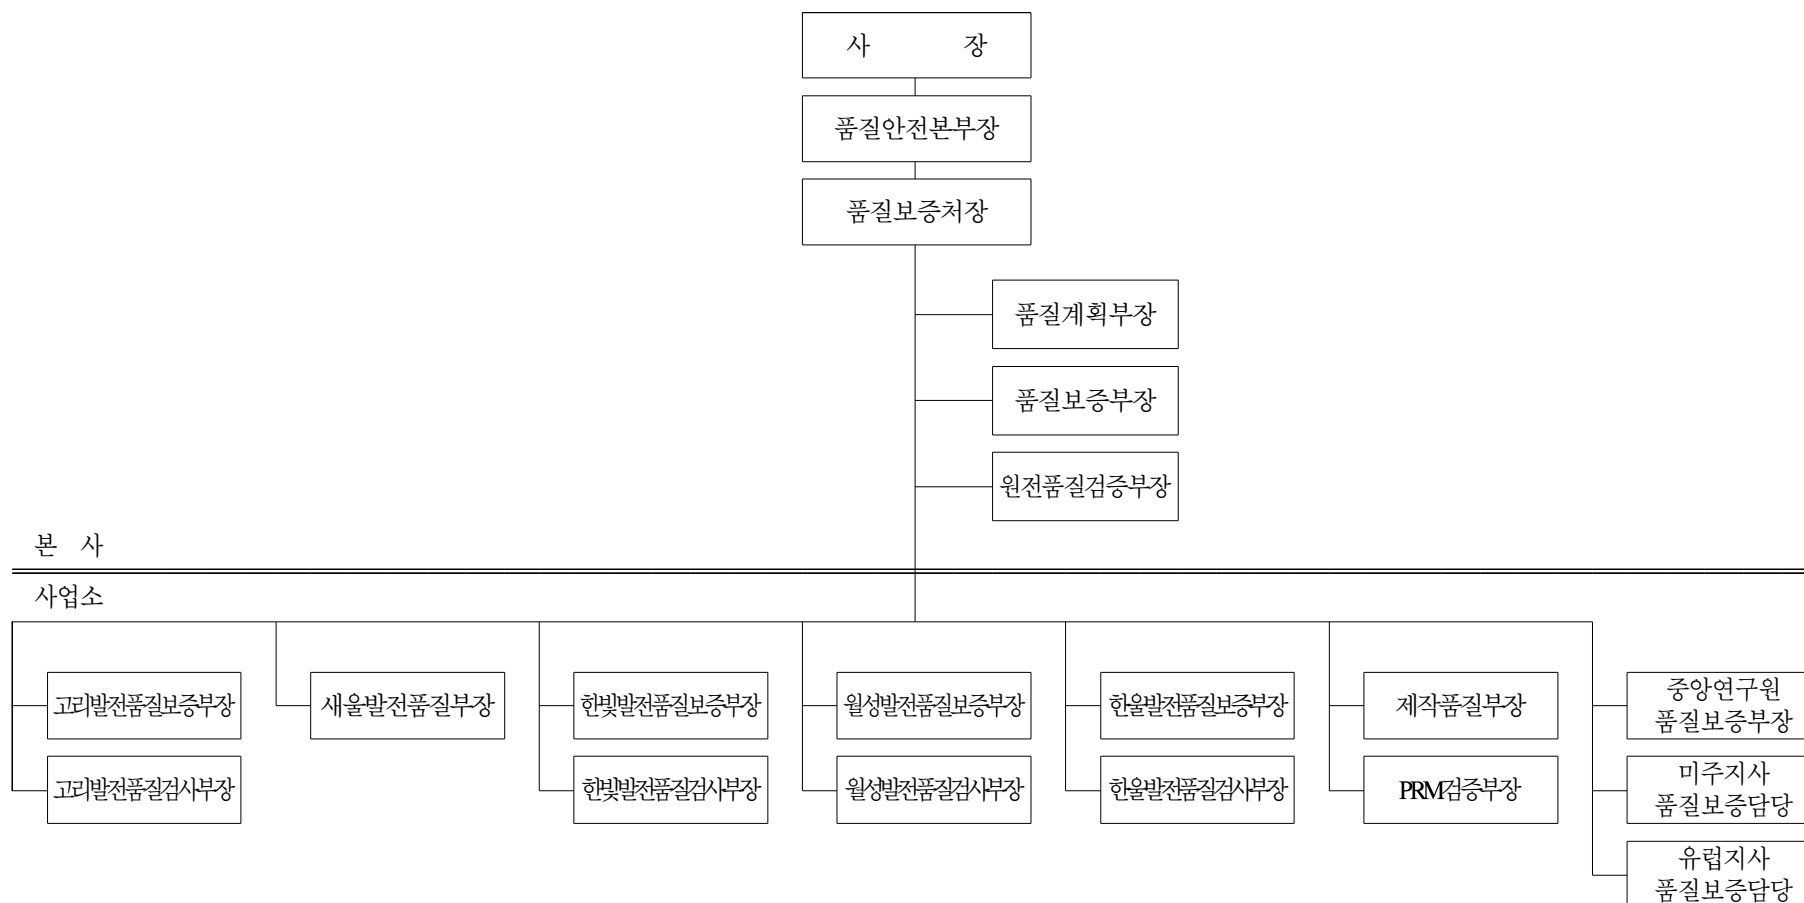 사 장
품질안전본부장
품질보증처장
품질계획부장
품질보증부장
원전품질검증부장
본 사
사업소
고리발전품질보증부장
새울발전품질부장
한빛발전품질보증부장
월성발전품질보증부장
한울발전품질보증부장
제작품질부장
중앙연구원
품질보증부장
고리발전품질검사부장
한빛발전품질검사부장
월성발전품질검사부장
한울발전품질검사부장
PRM검증부장
미주지사
품질보증담당
유럽지사
품질보증담당